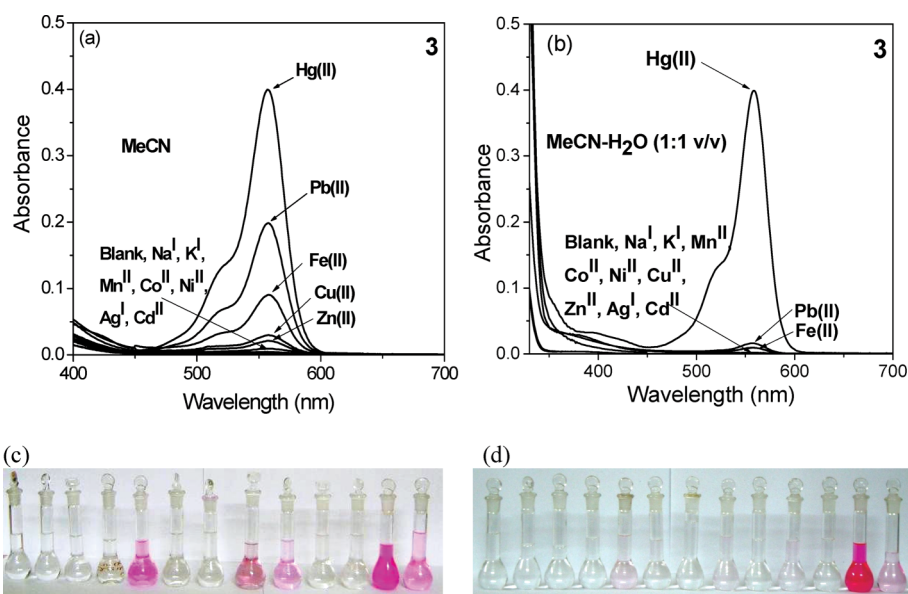 (a)
3
0.5
0.4
0.3
0.2
0.1
0.0
Absorbance
MeCN
Hg(II)
Pb(II)
Fe(II)
Cu(II)
Zn(II)
Blank, Na^I, K^I,
Mn^II, Co^II, Ni^II,
Ag^I, Cd^II
400 500 600 700
Wavelength (nm)
(b)
3
0.5
0.4
0.3
0.2
0.1
0.0
Absorbance
Hg(II)
MeCN-H₂O (1:1 v/v)
Blank, Na^I, K^I, Mn^II,
Co^II, Ni^II, Cu^II,
Zn^II, Ag^I, Cd^II
Pb(II)
Fe(II)
400 500 600 700
Wavelength (nm)
(c)
(d)